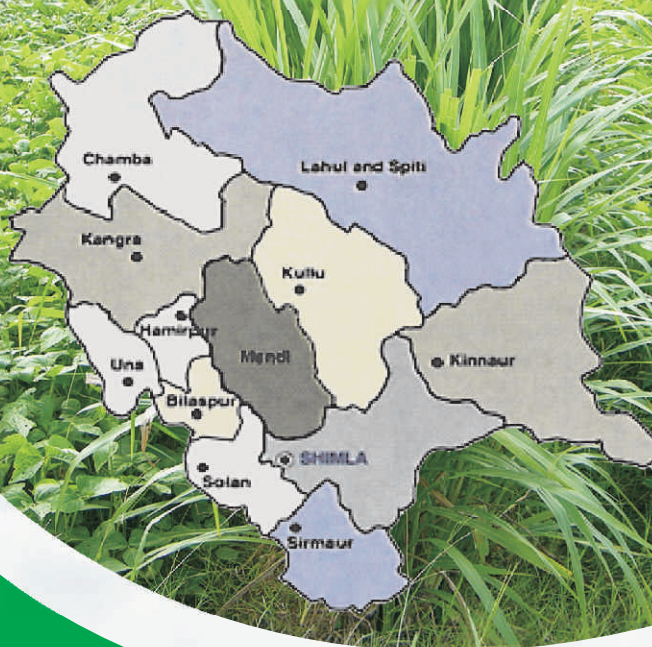 Chamba
Lahul and Spiti
Kangra
Kullu
Hamirpur
Mandi
Kinnaur
Una
Bilaspur
SHIMLA
Solan
Sirmaur